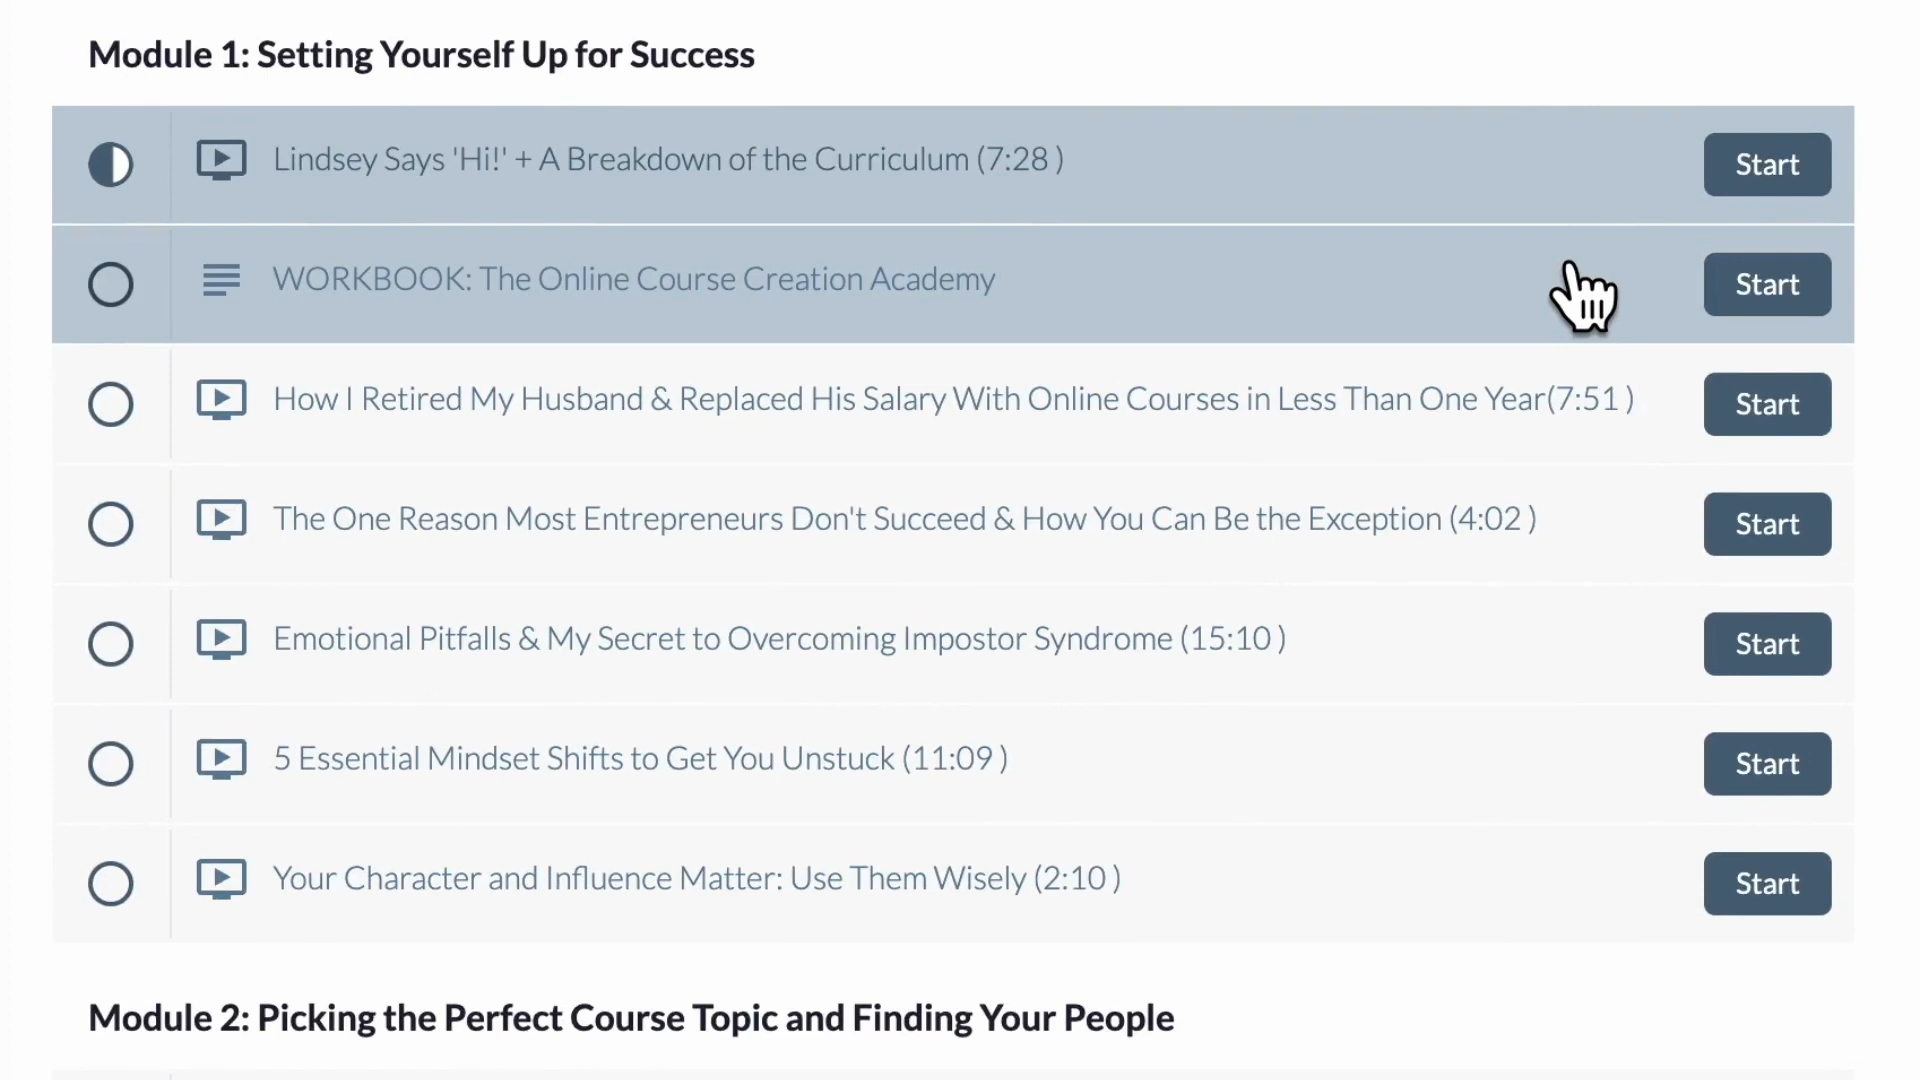 Module 1: Setting Yourself Up for Success
Lindsey Says 'Hi!' + A Breakdown of the Curriculum (7:28 )
Start
WORKBOOK: The Online Course Creation Academy
Start
How I Retired My Husband & Replaced His Salary With Online Courses in Less Than One Year(7:51 )
Start
The One Reason Most Entrepreneurs Don't Succeed & How You Can Be the Exception (4:02 )
Start
Emotional Pitfalls & My Secret to Overcoming Impostor Syndrome (15:10 )
Start
5 Essential Mindset Shifts to Get You Unstuck (11:09 )
Start
Your Character and Influence Matter: Use Them Wisely (2:10 )
Start
Module 2: Picking the Perfect Course Topic and Finding Your People